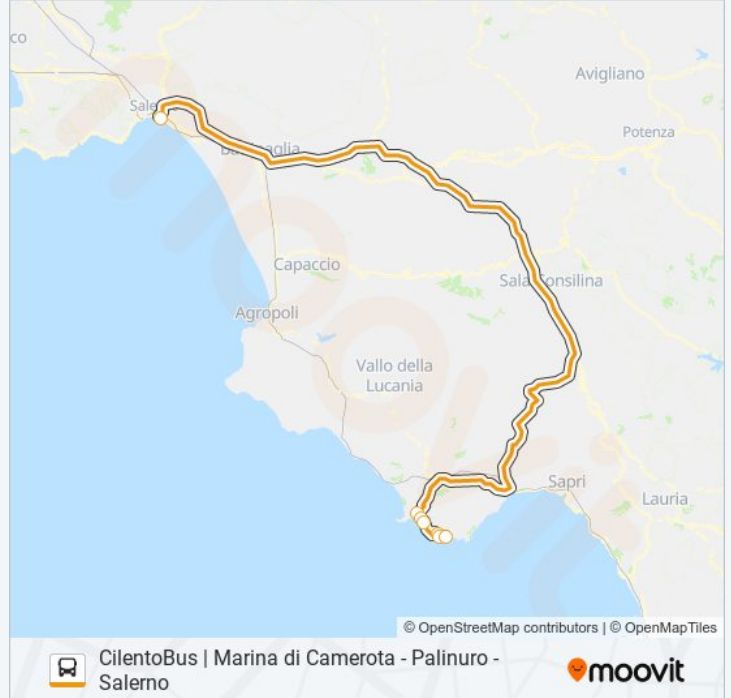 co
Avigliano
Sale
Potenza
Battipaglia
Capaccio
Sala Consilina
Agropoli
Vallo della
Lucania
Sapri
Lauria
© OpenStreetMap contributors | © OpenMapTiles
CilentoBus | Marina di Camerota - Palinuro -
Salerno
moovit